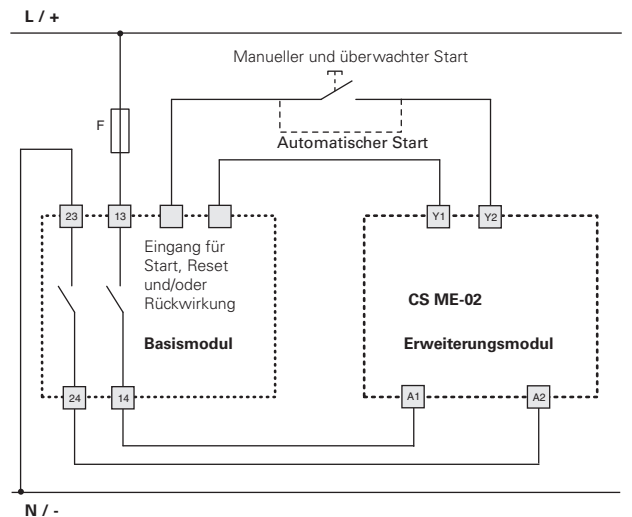 L / +
Manueller und überwachter Start
F
Automatischer Start
23
13
Y1
Y2
Eingang für
Start, Reset
und/oder
Rückwirkung
Basismodul
CS ME-02
Erweiterungsmodul
24
14
A1
A2
N / -